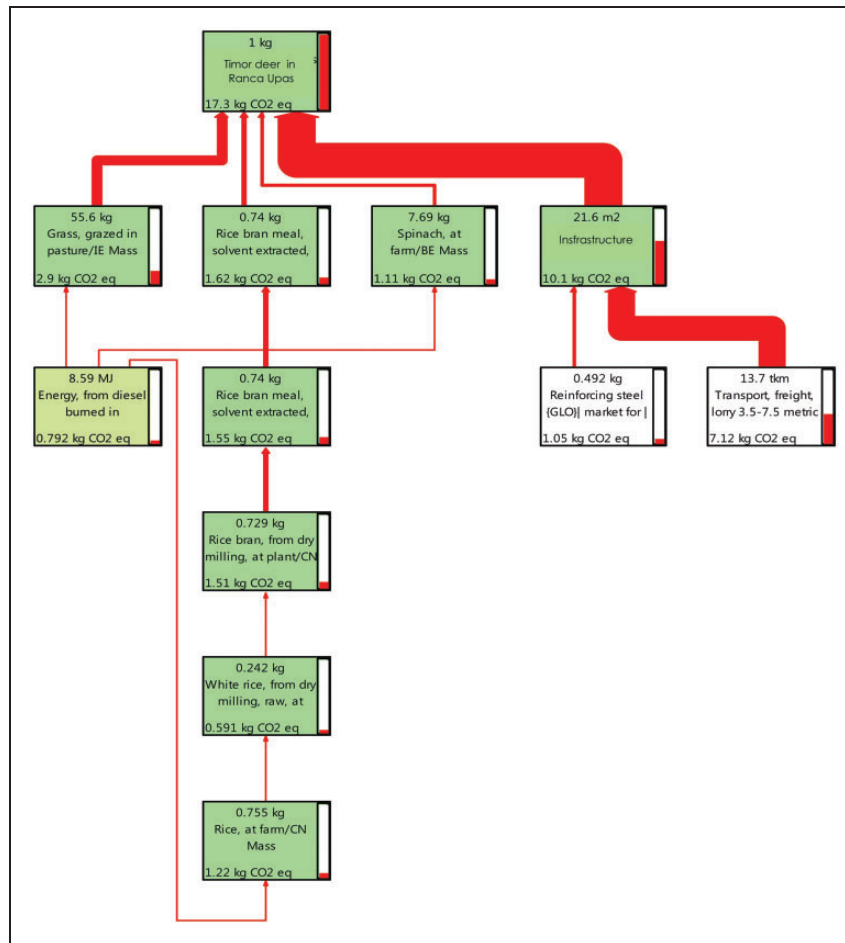 1 kg
Timor deer in s
Ranca Upas
17.3 kg CO2 eq
55.6 kg
Grass, grazed in
pasture/IE Mass
2.9 kg CO2 eq
0.74 kg
Rice bran meal,
solvent extracted,
1.62 kg CO2 eq
7.69 kg
Spinach, at
farm/BE Mass
1.11 kg CO2 eq
21.6 m2
Insfrastructure
10.1 kg CO2 eq
8.59 MJ
Energy, from diesel
burned in
0.792 kg CO2 eq
0.74 kg
Rice bran meal,
solvent extracted,
1.55 kg CO2 eq
0.492 kg
Reinforcing steel
{GLO}| market for |
1.05 kg CO2 eq
13.7 tkm
Transport, freight,
lorry 3.5-7.5 metric
7.12 kg CO2 eq
0.729 kg
Rice bran, from dry
milling, at plant/CN
1.51 kg CO2 eq
0.242 kg
White rice, from dry
milling, raw, at
0.591 kg CO2 eq
0.755 kg
Rice, at farm/CN
Mass
1.22 kg CO2 eq